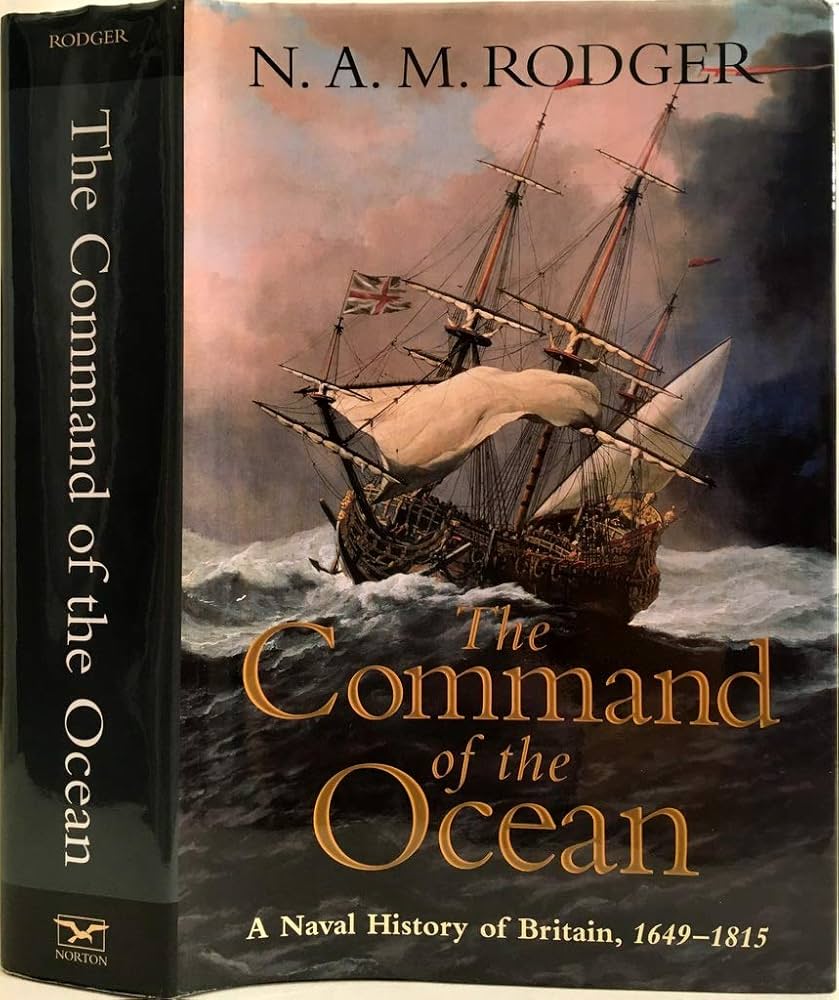 RODGER
The Command of the Ocean
NORTON
N. A. M. RODGER
The
Command
of the
Ocean
A Naval History of Britain, 1649–1815